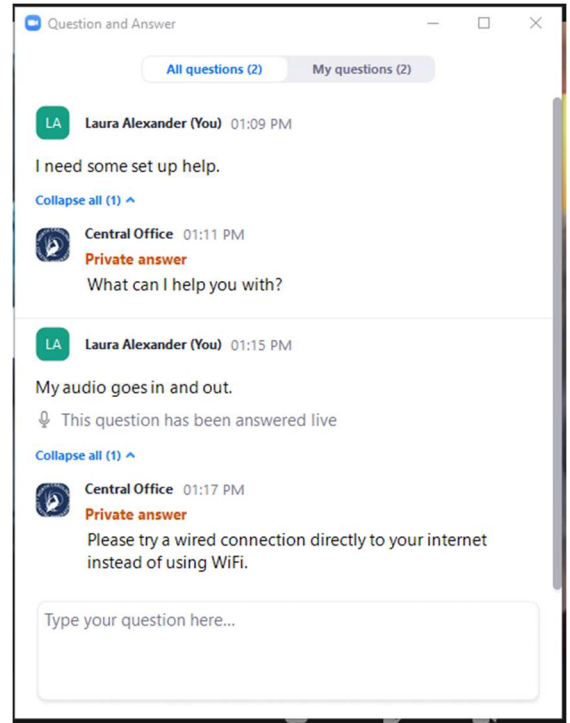 Question and Answer
All questions (2) My questions (2)
LA Laura Alexander (You) 01:09 PM
I need some set up help.
Collapse all (1)
Central Office 01:11 PM
Private answer
What can I help you with?
LA Laura Alexander (You) 01:15 PM
My audio goes in and out.
This question has been answered live
Collapse all (1)
Central Office 01:17 PM
Private answer
Please try a wired connection directly to your internet
instead of using WiFi.
Type your question here...